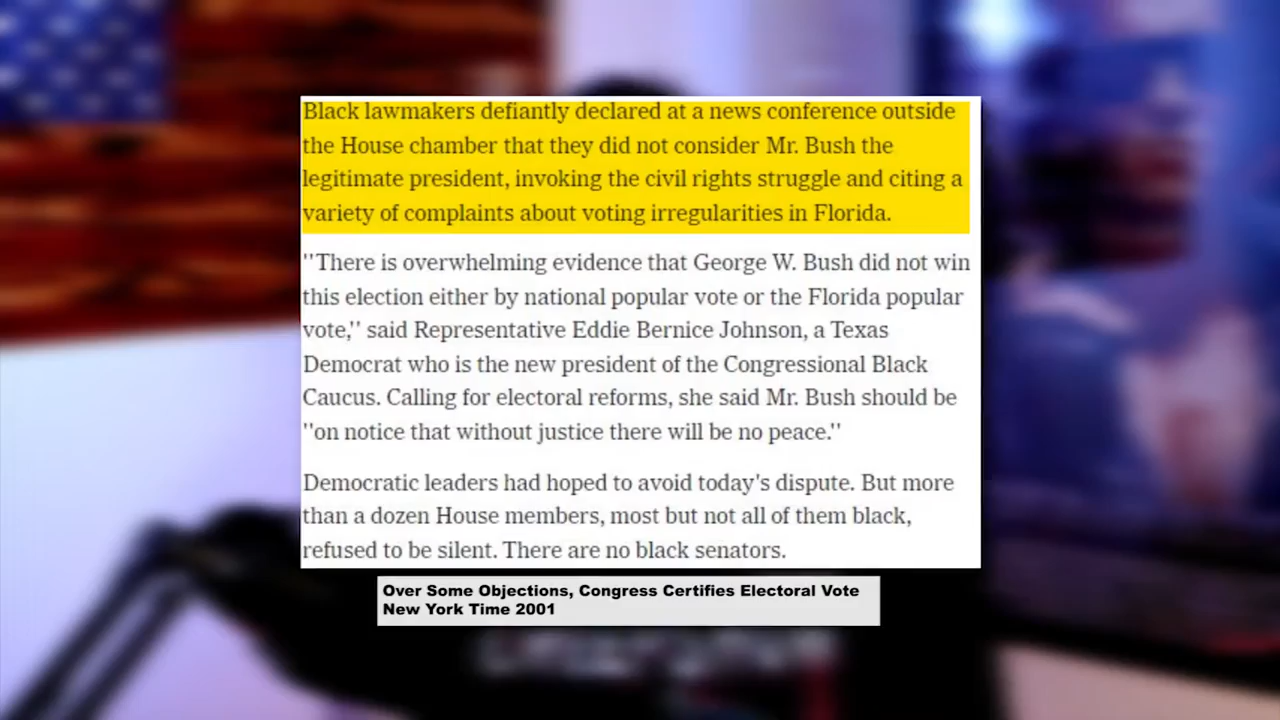 Black lawmakers defiantly declared at a news conference outside
the House chamber that they did not consider Mr. Bush the
legitimate president, invoking the civil rights struggle and citing a
variety of complaints about voting irregularities in Florida.
''There is overwhelming evidence that George W. Bush did not win
this election either by national popular vote or the Florida popular
vote,'' said Representative Eddie Bernice Johnson, a Texas
Democrat who is the new president of the Congressional Black
Caucus. Calling for electoral reforms, she said Mr. Bush should be
''on notice that without justice there will be no peace.''
Democratic leaders had hoped to avoid today's dispute. But more
than a dozen House members, most but not all of them black,
refused to be silent. There are no black senators.
Over Some Objections, Congress Certifies Electoral Vote
New York Time 2001